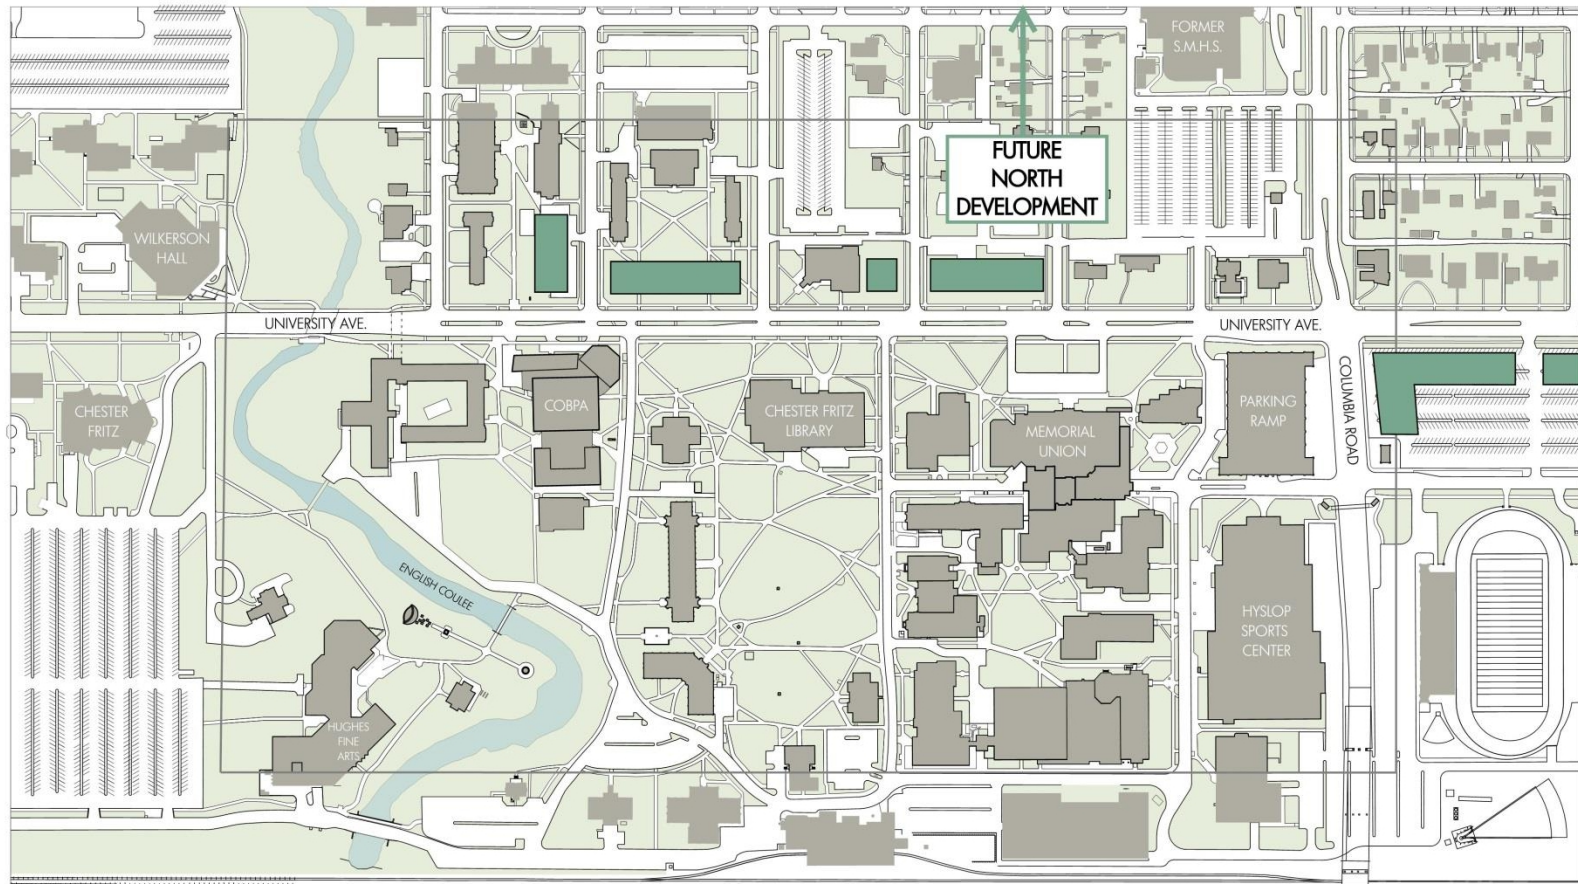 FORMER
S.M.H.S.
FUTURE
NORTH
DEVELOPMENT
WILKERSON
HALL
UNIVERSITY AVE.
UNIVERSITY AVE.
CHESTER
FRITZ
COBPA
CHESTER FRITZ
LIBRARY
MEMORIAL
UNION
PARKING
RAMP
COLUMBIA ROAD
ENGLISH COULEE
HYSLOP
SPORTS
CENTER
HUGHES
FINE
ARTS